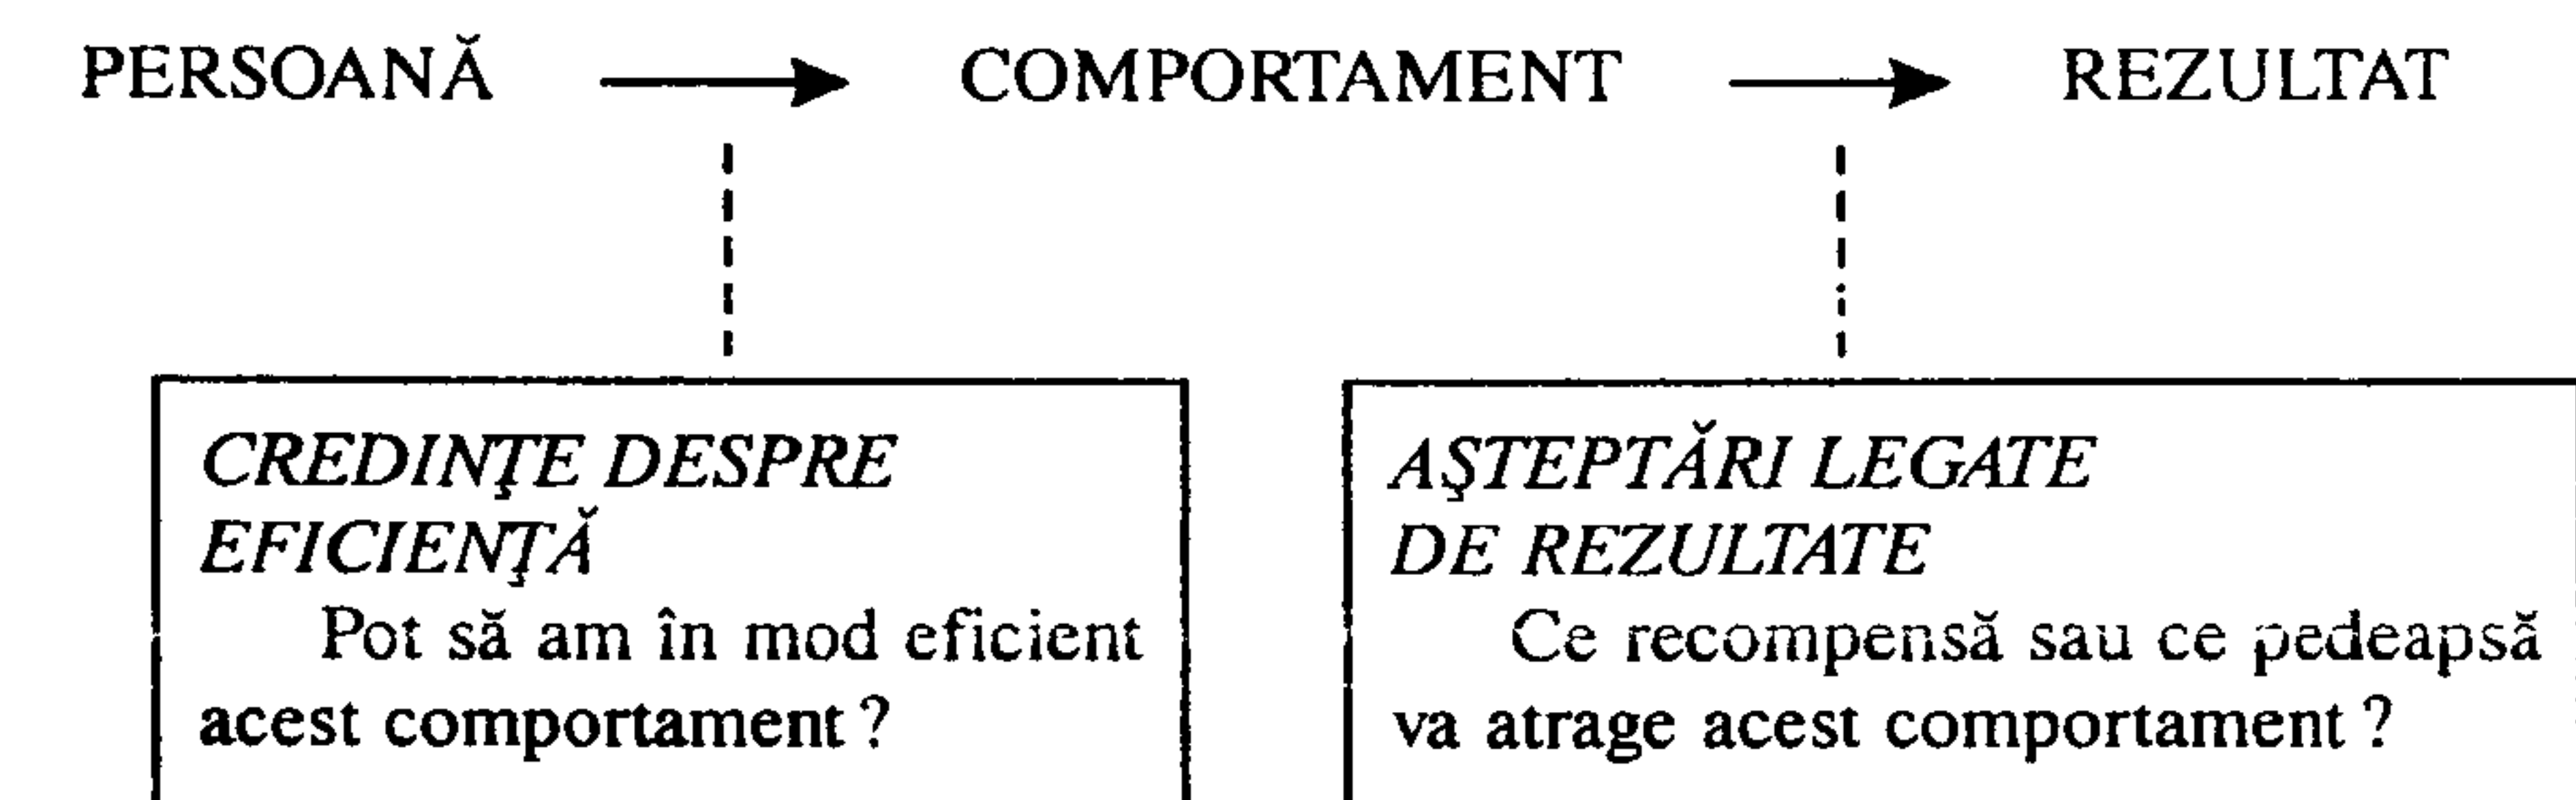 PERSOANĂ COMPORTAMENT REZULTAT
CREDINŢE DESPRE
EFICIENŢĂ
Pot să am în mod eficient
acest comportament ?
AŞTEPTĂRI LEGATE
DE REZULTATE
Ce recompensă sau ce pedeapsă
va atrage acest comportament ?